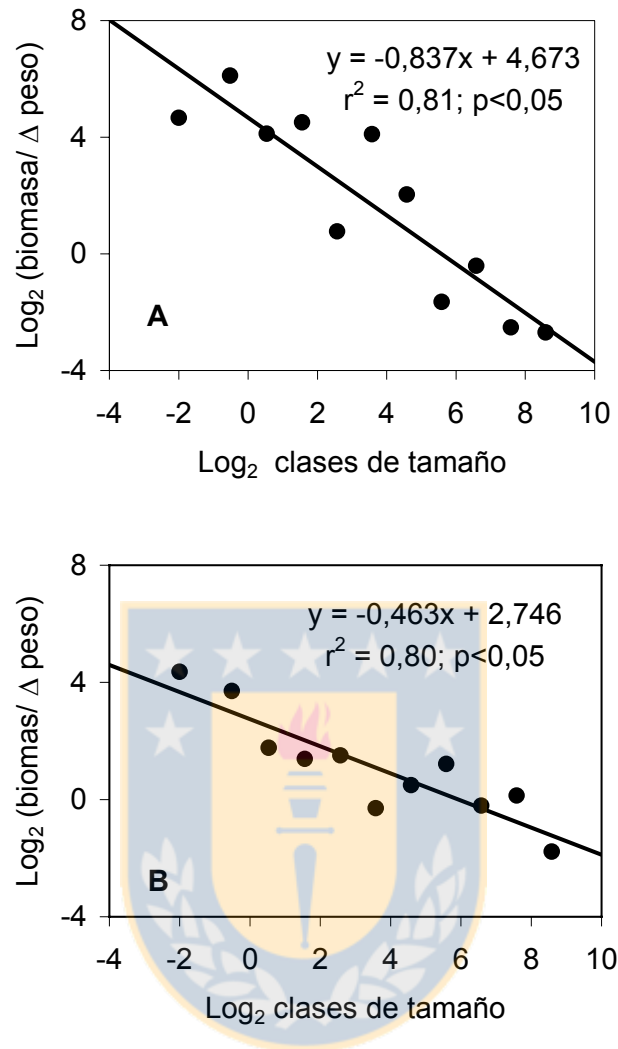 8
y = -0,837x + 4,673
r² = 0,81; p<0,05
4
0
A
-4
-4 -2 0 2 4 6 8 10
Log₂ (biomasa/ Δ peso)
Log₂ clases de tamaño
8
y = -0,463x + 2,746
r² = 0,80; p<0,05
4
0
B
-4
-4 -2 0 2 4 6 8 10
Log₂ (biomas/ Δ peso)
Log₂ clases de tamaño